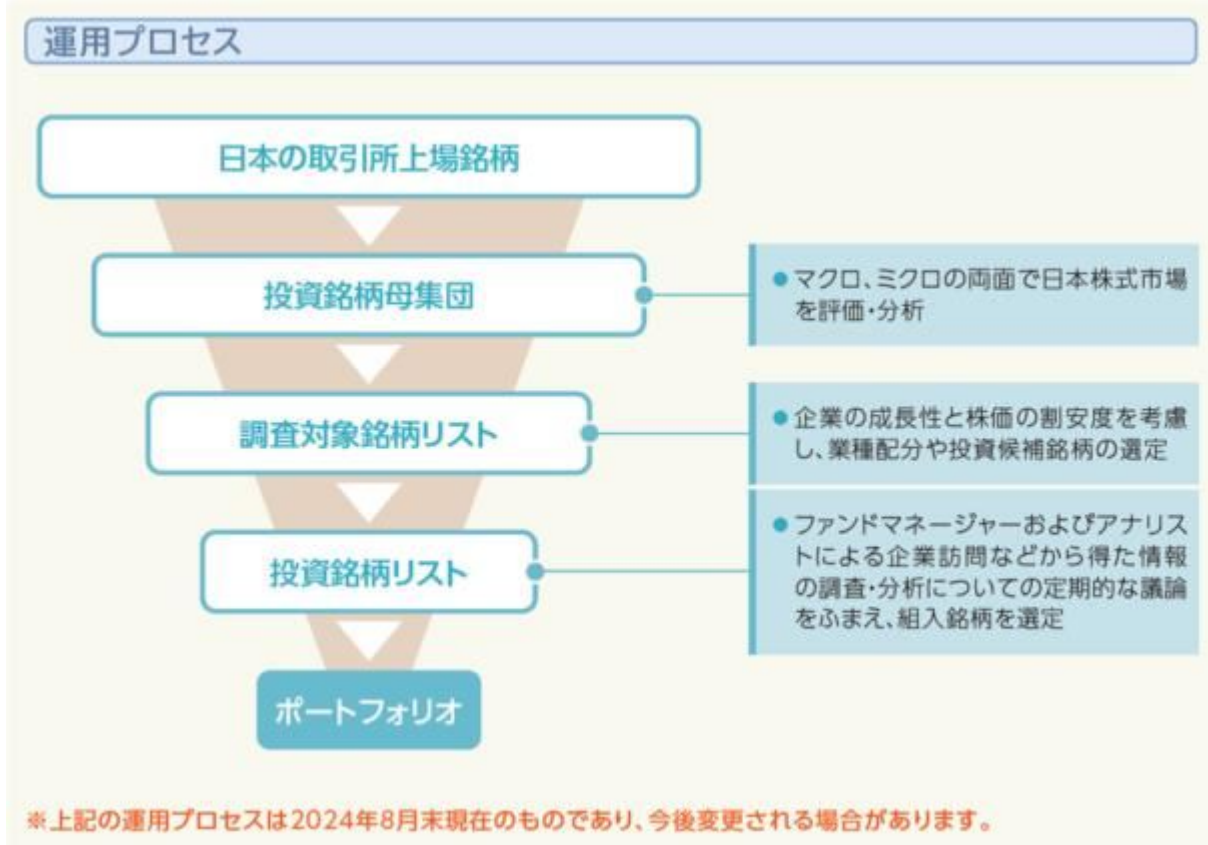 運用プロセス
日本の取引所上場銘柄
投資銘柄母集団
●マクロ、ミクロの両面で日本株式市場
を評価・分析
調査対象銘柄リスト
●企業の成長性と株価の割安度を考慮
し、業種配分や投資候補銘柄の選定
投資銘柄リスト
●ファンドマネージャーおよびアナリス
トによる企業訪問などから得た情報
の調査・分析についての定期的な議論
をふまえ、組入銘柄を選定
ポートフォリオ
※上記の運用プロセスは2024年8月末現在のものであり、今後変更される場合があります。